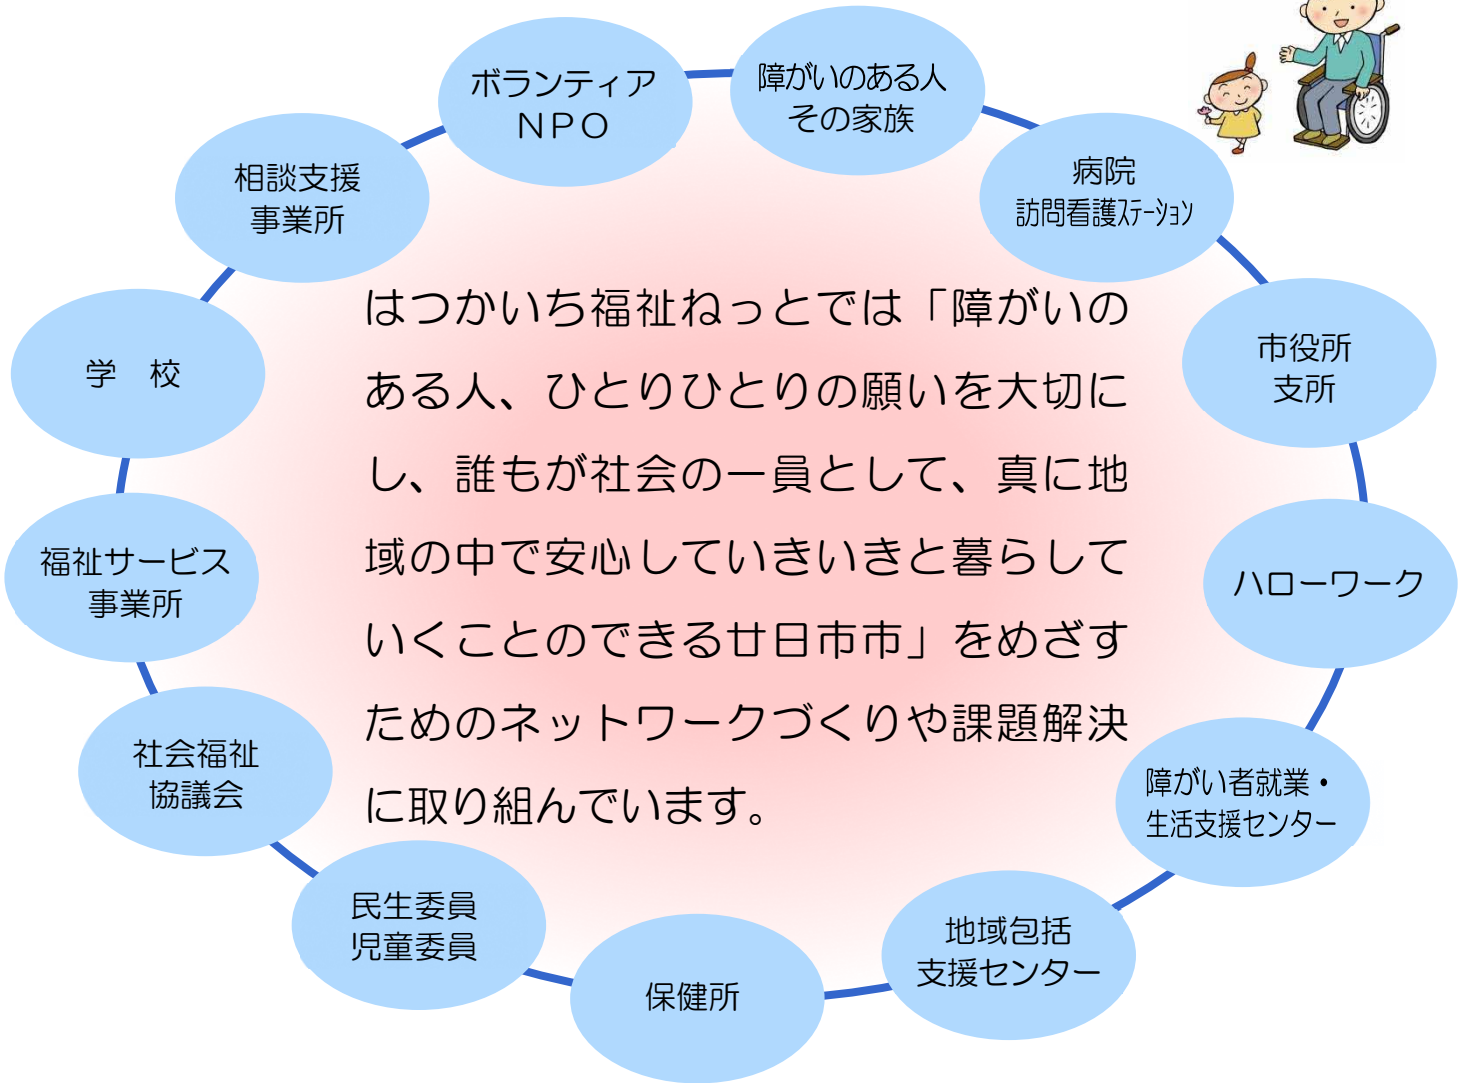 ボランティア
ＮＰＯ
障がいのある人
その家族
病院
訪問看護ｽﾃｰｼｮﾝ
市役所
支所
ハローワーク
障がい者就業・
生活支援センター
地域包括
支援センター
保健所
民生委員
児童委員
社会福祉
協議会
福祉サービス
事業所
学　校
相談支援
事業所
はつかいち福祉ねっとでは「障がいの
ある人、ひとりひとりの願いを大切に
し、誰もが社会の一員として、真に地
域の中で安心していきいきと暮らして
いくことのできる廿日市市」をめざす
ためのネットワークづくりや課題解決
に取り組んでいます。